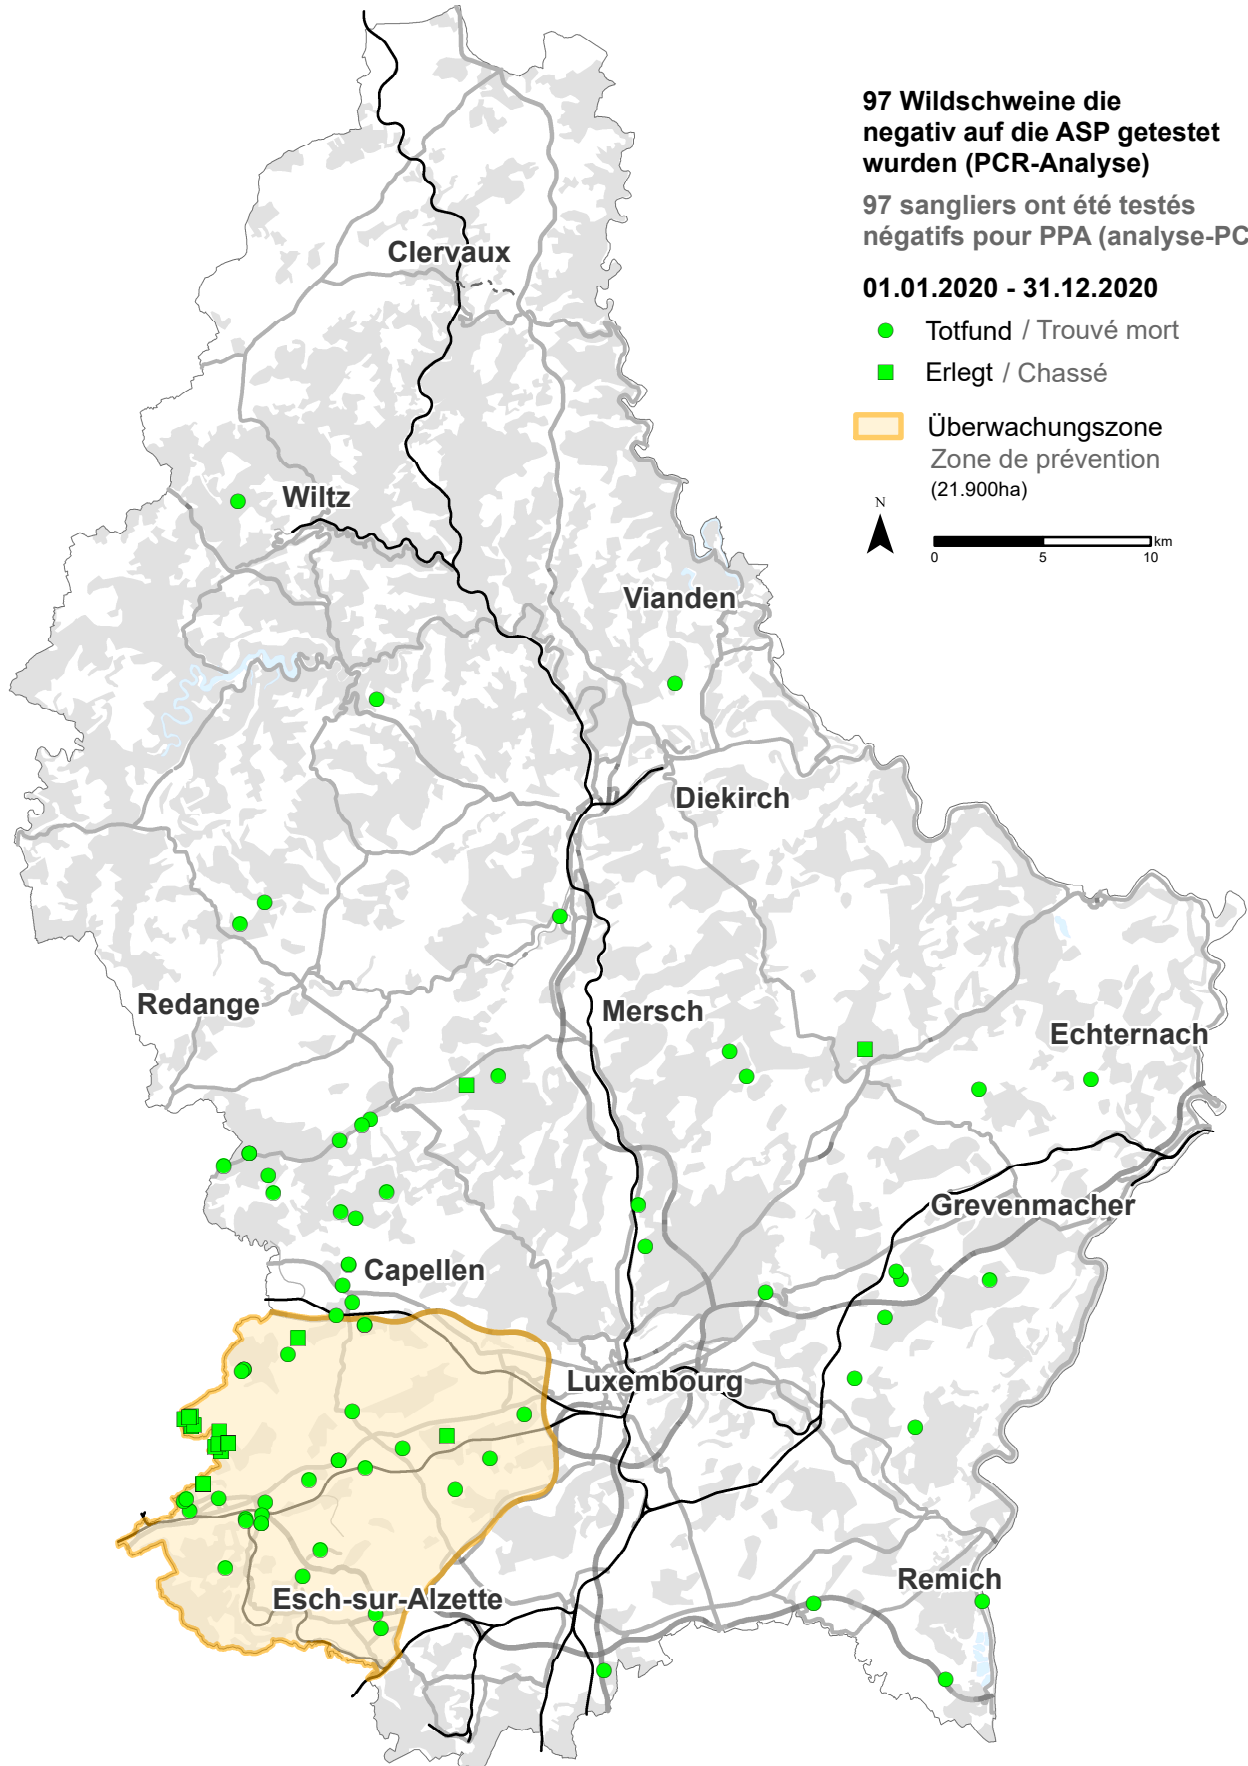 97 Wildschweine die
negativ auf die ASP getestet
wurden (PCR-Analyse)
97 sangliers ont été testés
négatifs pour PPA (analyse-PC
01.01.2020 - 31.12.2020
Totfund / Trouvé mort
Erlegt / Chassé
Überwachungszone
Zone de prévention
(21.900ha)
N
km
0 5 10
Clervaux
Wiltz
Vianden
Diekirch
Redange
Mersch
Echternach
Grevenmacher
Capellen
Luxembourg
Remich
Esch-sur-Alzette